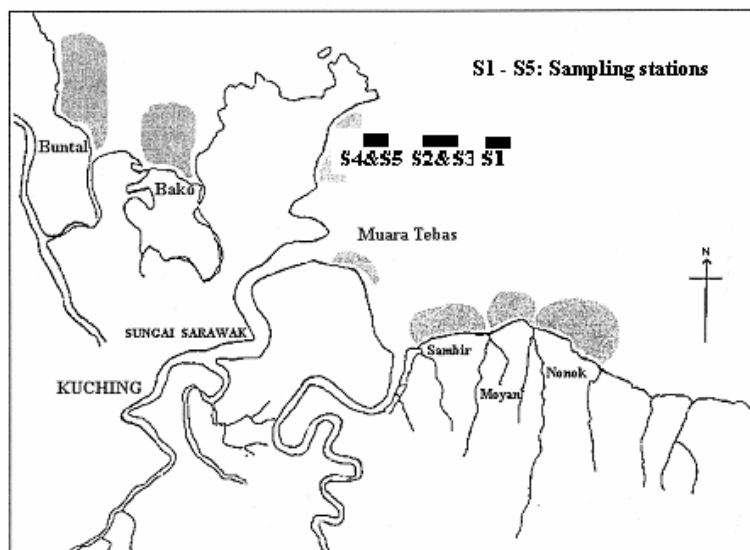 S1 - S5: Sampling stations
Buntal
S4&S5 S2&S3 S1
Bako
Muara Tebas
N
SUNGAI SARAWAK
Sambir
KUCHING
Moyan
Nonok